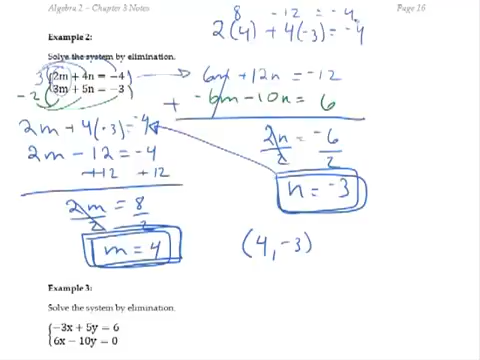 Algebra 2 – Chapter 3 Notes Page 16
8 -12 = -4
2(4) + 4(-3) = -4
Example 2:
Solve the system by elimination.
3 {2m + 4n = -4
-2 {3m + 5n = -3
6m + 12n = -12
+ -6m - 10n = 6
2n = -6
2 2
n = -3
2m + 4(-3) = -4
2m - 12 = -4
+12 +12
2m = 8
2 2
m = 4
(4, -3)
Example 3:
Solve the system by elimination.
{-3x + 5y = 6
6x - 10y = 0